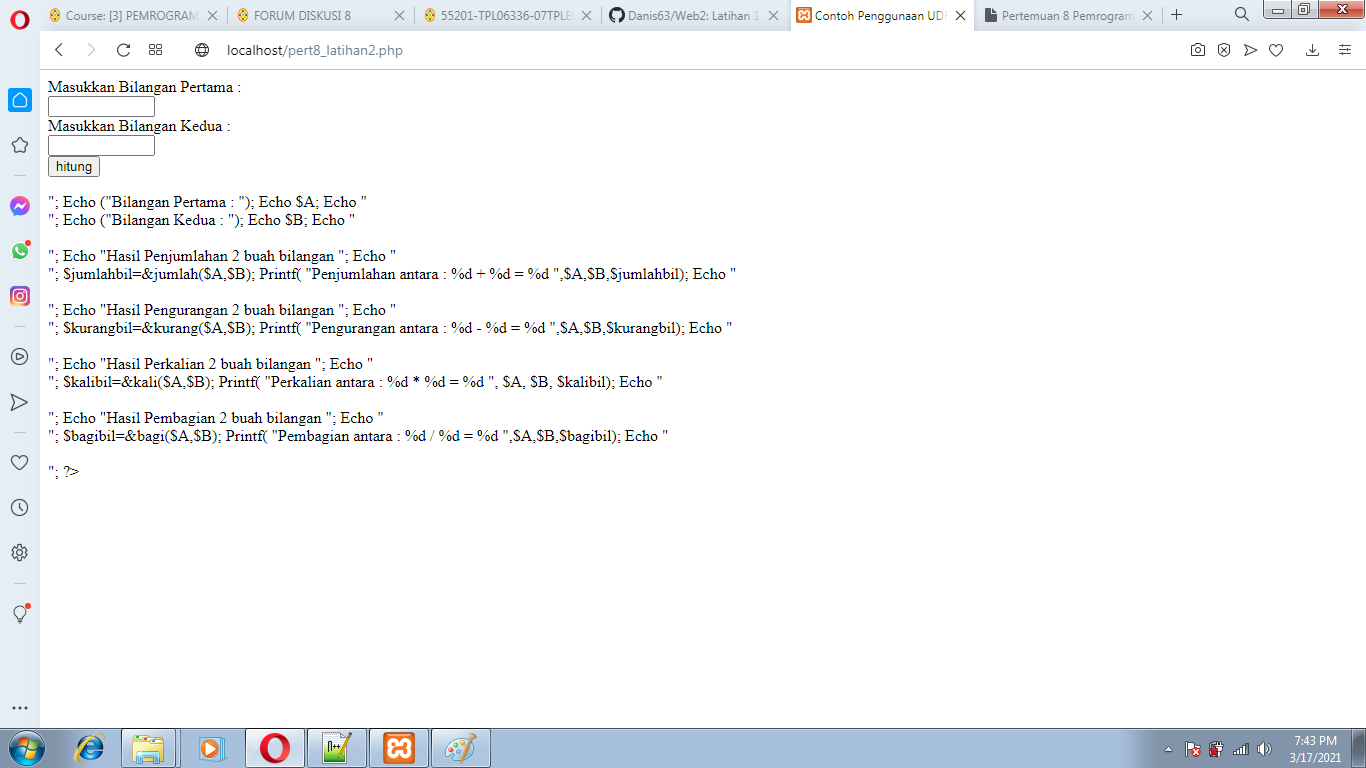 Course: [3] PEMROGRAM
FORUM DISKUSI 8
55201-TPL06336-07TPLE
Danis63/Web2: Latihan 1
Contoh Penggunaan UDF
Pertemuan 8 Pemrogram
localhost/pert8_latihan2.php
Masukkan Bilangan Pertama :
Masukkan Bilangan Kedua :
hitung
"; Echo ("Bilangan Pertama : "); Echo $A; Echo "
"; Echo ("Bilangan Kedua : "); Echo $B; Echo "
"; Echo "Hasil Penjumlahan 2 buah bilangan "; Echo "
"; $jumlahbil=&jumlah($A,$B); Printf( "Penjumlahan antara : %d + %d = %d ",$A,$B,$jumlahbil); Echo "
"; Echo "Hasil Pengurangan 2 buah bilangan "; Echo "
"; $kurangbil=&kurang($A,$B); Printf( "Pengurangan antara : %d - %d = %d ",$A,$B,$kurangbil); Echo "
"; Echo "Hasil Perkalian 2 buah bilangan "; Echo "
"; $kalibil=&kali($A,$B); Printf( "Perkalian antara : %d * %d = %d ", $A, $B, $kalibil); Echo "
"; Echo "Hasil Pembagian 2 buah bilangan "; Echo "
"; $bagibil=&bagi($A,$B); Printf( "Pembagian antara : %d / %d = %d ",$A,$B,$bagibil); Echo "
"; ?>
7:43 PM
3/17/2021